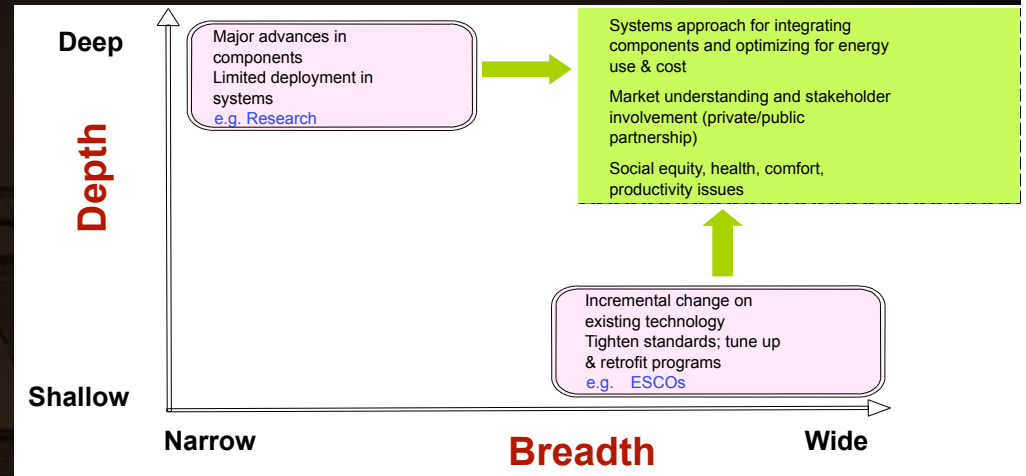 Deep
Major advances in
components
Limited deployment in
systems
e.g. Research
Systems approach for integrating
components and optimizing for energy
use & cost
Market understanding and stakeholder
involvement (private/public
partnership)
Social equity, health, comfort,
productivity issues
Depth
Incremental change on
existing technology
Tighten standards; tune up
& retrofit programs
e.g. ESCOs
Shallow
Narrow
Breadth
Wide